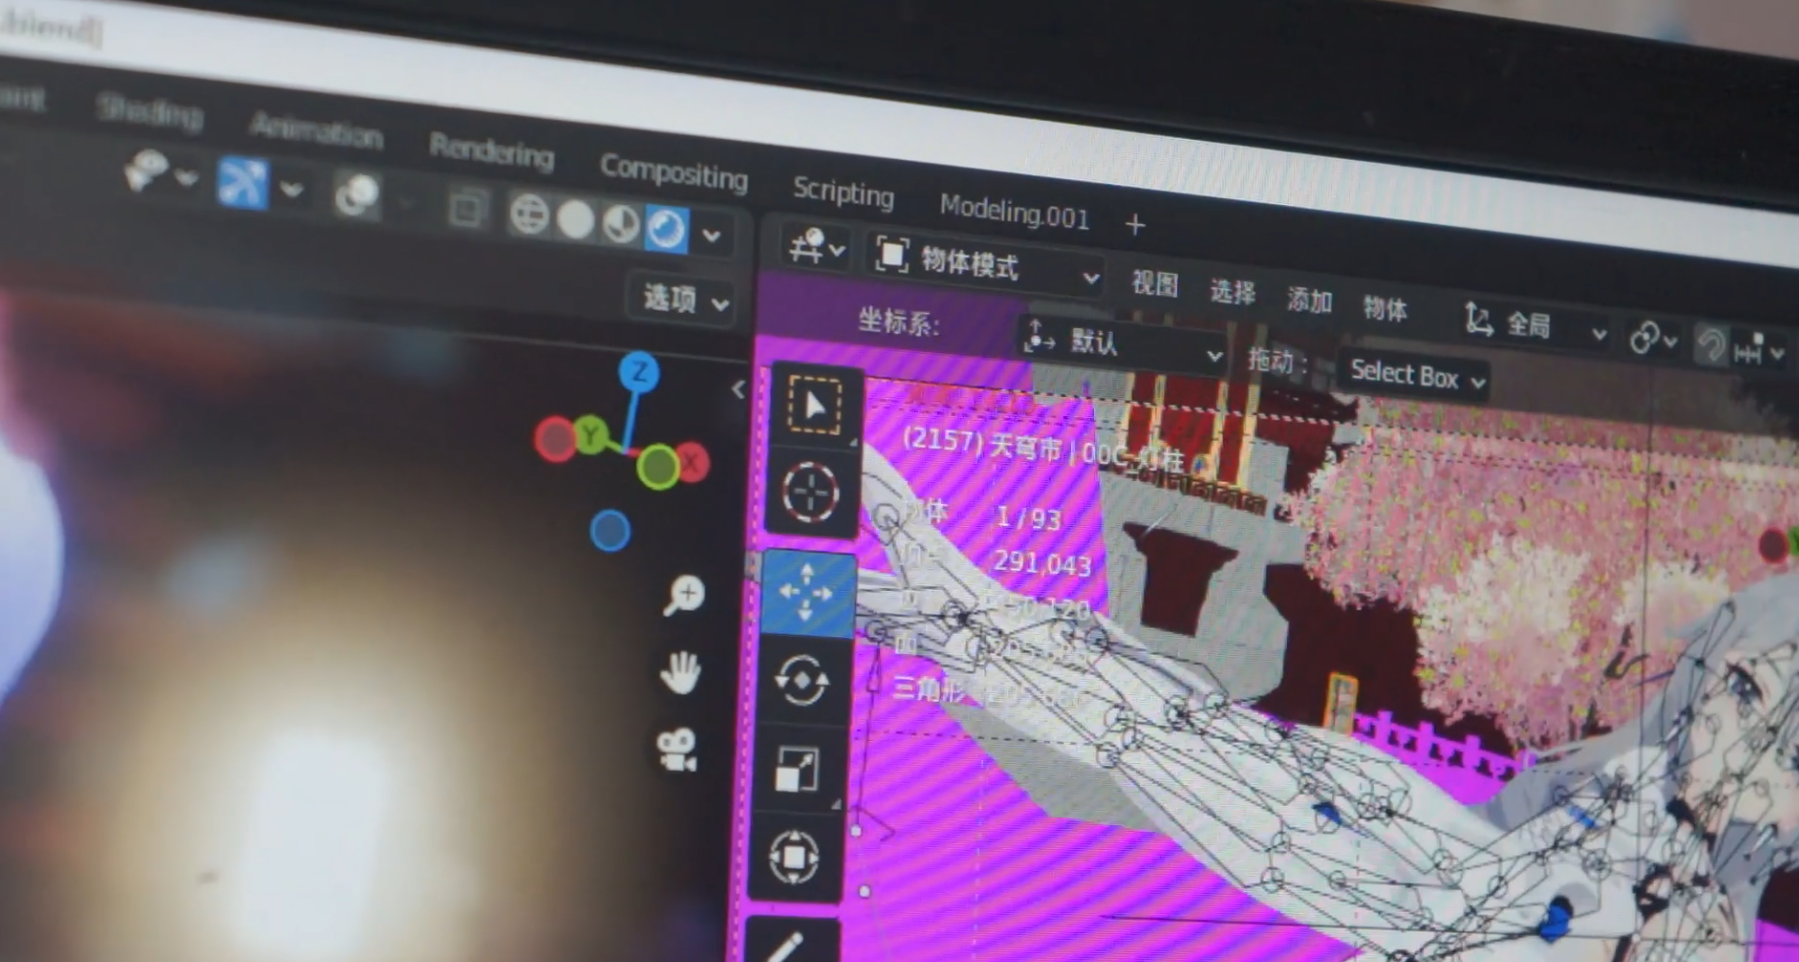 .blend]
Shading Animation Rendering Compositing Scripting Modeling.001 +
物体模式 视图 选择 添加 物体 全局
选项
坐标系: 默认 拖动: Select Box
Z
Y X
(2157) 天穹市 | 00C_灯柱
1/93
291,043
三角形